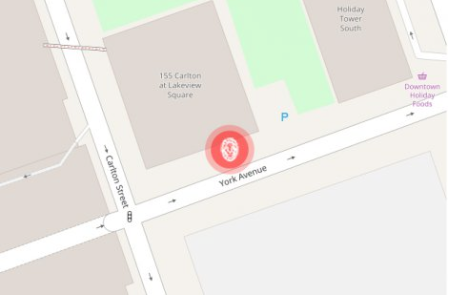 Holiday
Tower
South
155 Carlton
at Lakeview
Square
Downtown
Holiday
Foods
P
Carlton Street
York Avenue